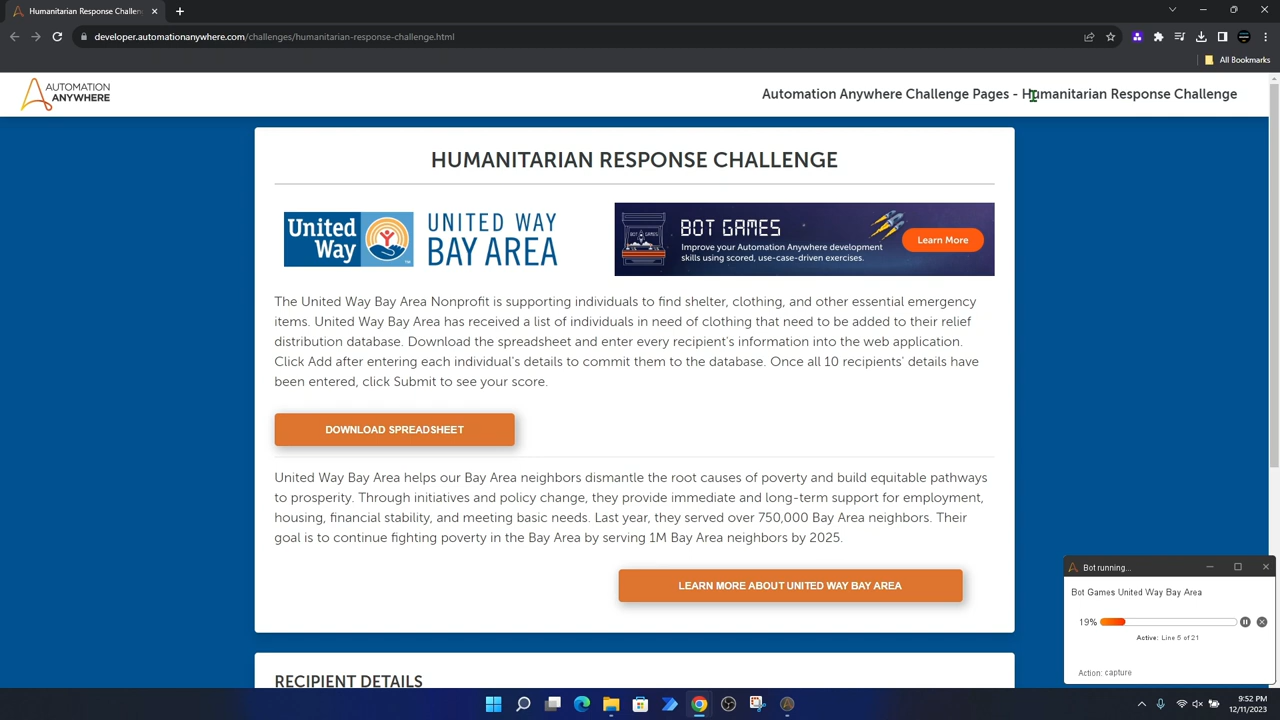 Humanitarian Response Challeng
developer.automationanywhere.com/challenges/humanitarian-response-challenge.html
All Bookmarks
AUTOMATION
ANYWHERE
Automation Anywhere Challenge Pages - Humanitarian Response Challenge
HUMANITARIAN RESPONSE CHALLENGE
United
Way
UNITED WAY
BAY AREA
BOT GAMES
Improve your Automation Anywhere development
skills using scored, use-case-driven exercises.
Learn More
The United Way Bay Area Nonprofit is supporting individuals to find shelter, clothing, and other essential emergency
items. United Way Bay Area has received a list of individuals in need of clothing that need to be added to their relief
distribution database. Download the spreadsheet and enter every recipient's information into the web application.
Click Add after entering each individual's details to commit them to the database. Once all 10 recipients' details have
been entered, click Submit to see your score.
DOWNLOAD SPREADSHEET
United Way Bay Area helps our Bay Area neighbors dismantle the root causes of poverty and build equitable pathways
to prosperity. Through initiatives and policy change, they provide immediate and long-term support for employment,
housing, financial stability, and meeting basic needs. Last year, they served over 750,000 Bay Area neighbors. Their
goal is to continue fighting poverty in the Bay Area by serving 1M Bay Area neighbors by 2025.
LEARN MORE ABOUT UNITED WAY BAY AREA
RECIPIENT DETAILS
Bot running...
Bot Games United Way Bay Area
19%
Active: Line 5 of 21
Action: capture
9:52 PM
12/11/2023